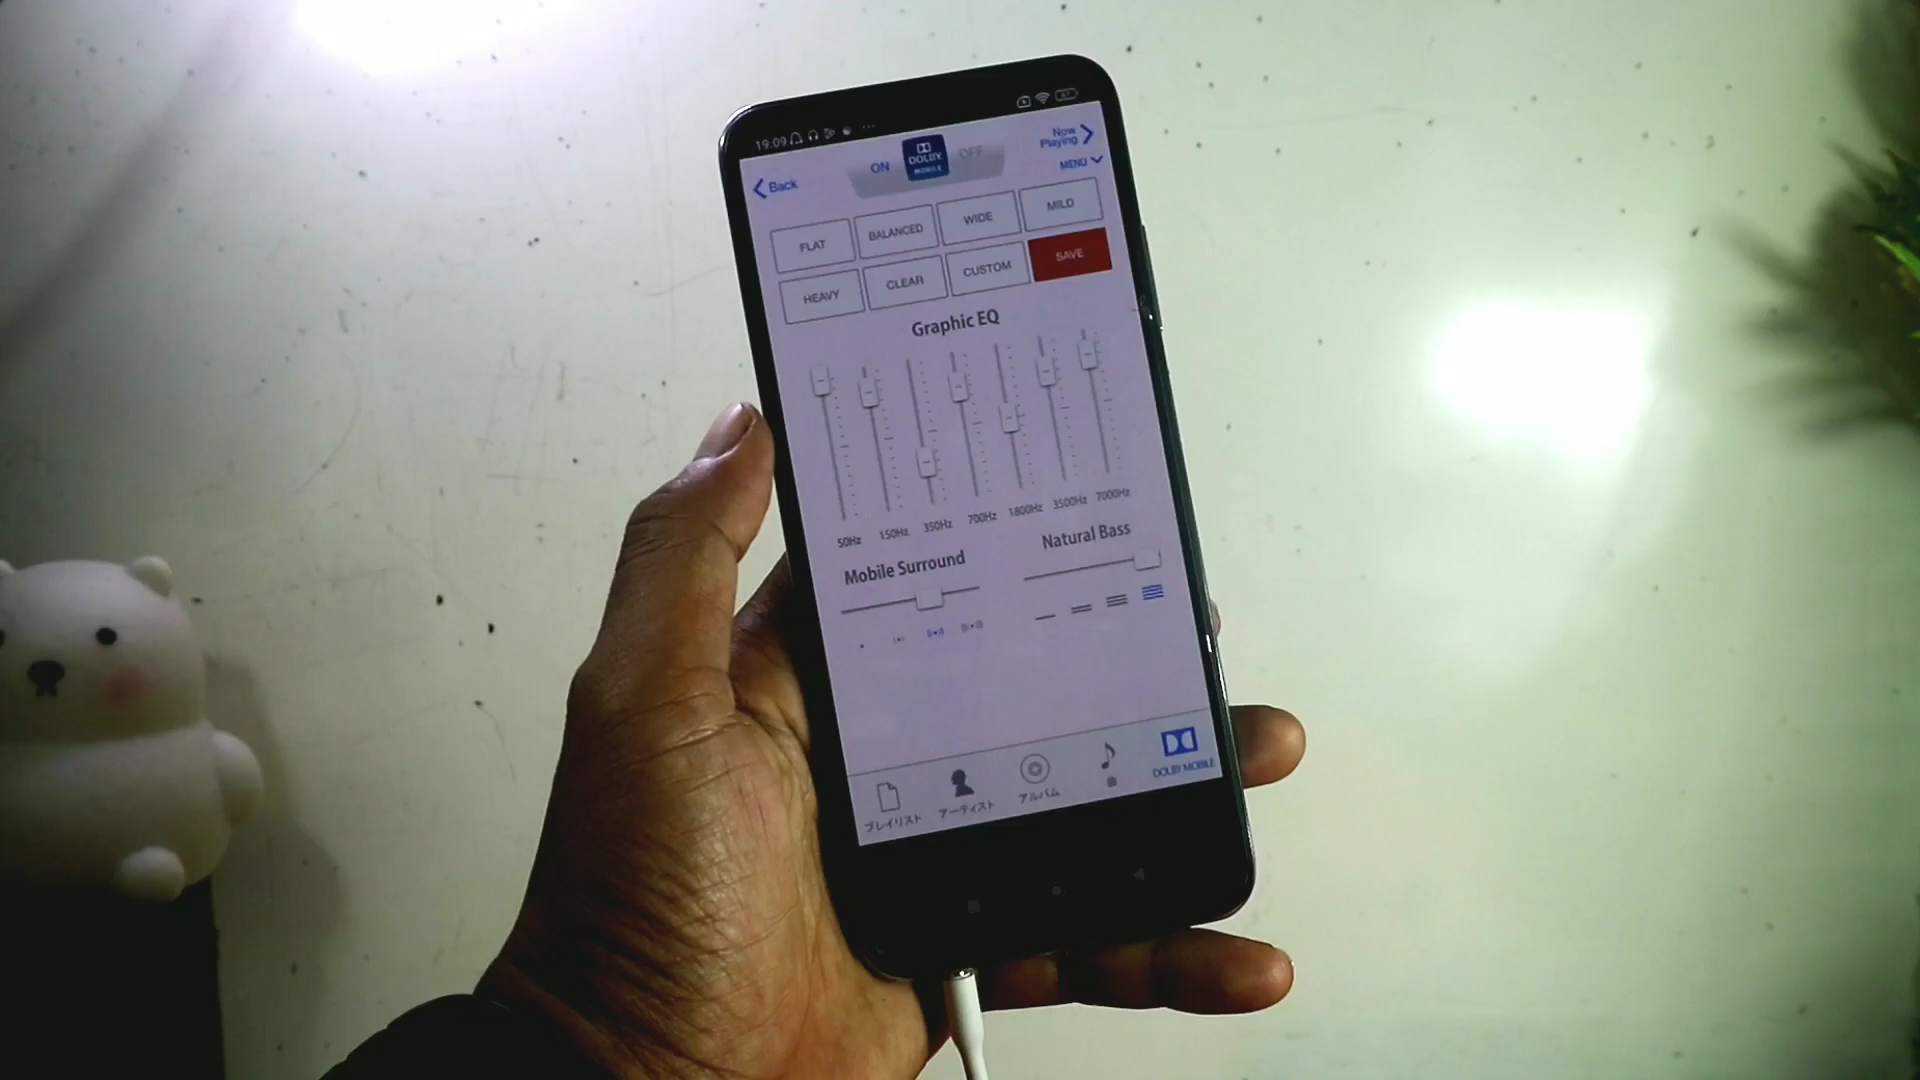 19:09
67
Back
ON
DOLBY
MOBILE
OFF
Now
Playing
MENU
FLAT
BALANCED
WIDE
MILD
HEAVY
CLEAR
CUSTOM
SAVE
Graphic EQ
50Hz
150Hz
350Hz
700Hz
1800Hz
3500Hz
7000Hz
Mobile Surround
Natural Bass
プレイリスト
アーティスト
アルバム
DOLBY MOBILE